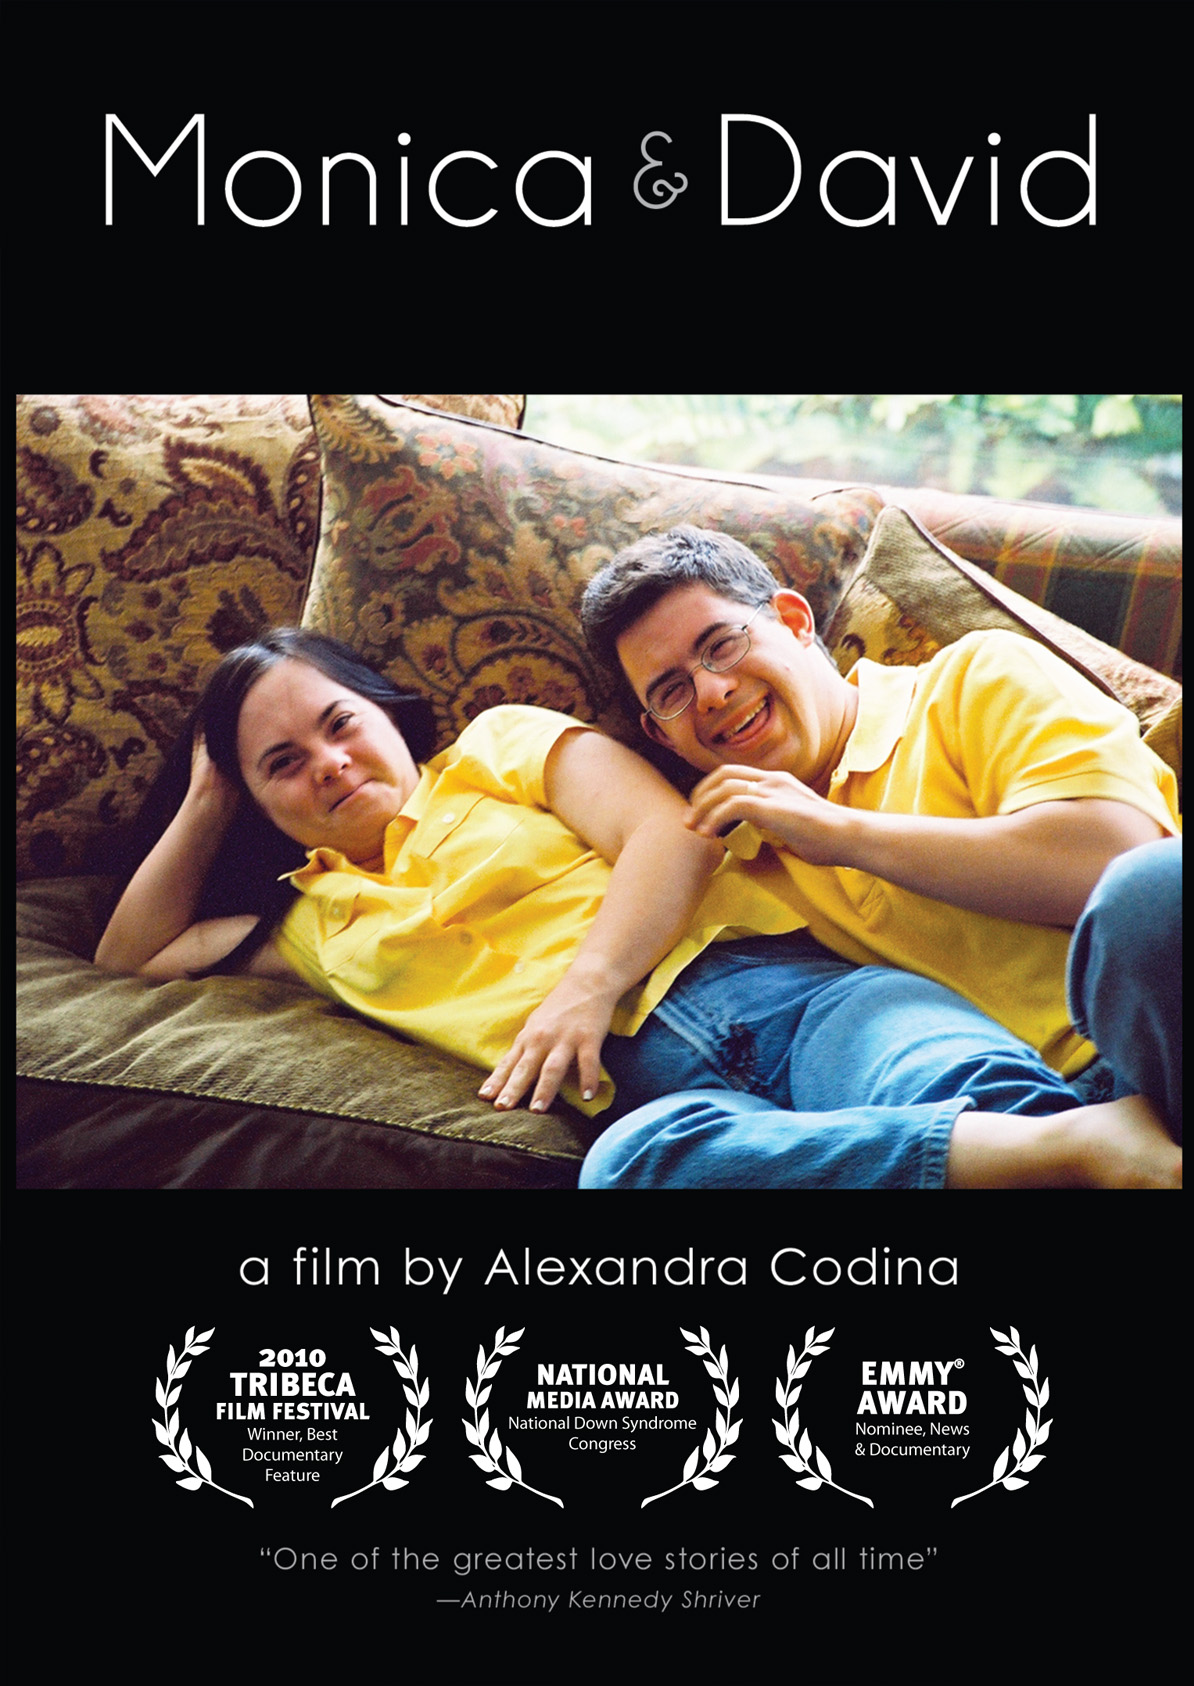 Monica & David
a film by Alexandra Codina
2010
TRIBECA
FILM FESTIVAL
Winner, Best
Documentary
Feature
NATIONAL
MEDIA AWARD
National Down Syndrome
Congress
EMMY®
AWARD
Nominee, News
& Documentary
“One of the greatest love stories of all time”
—Anthony Kennedy Shriver